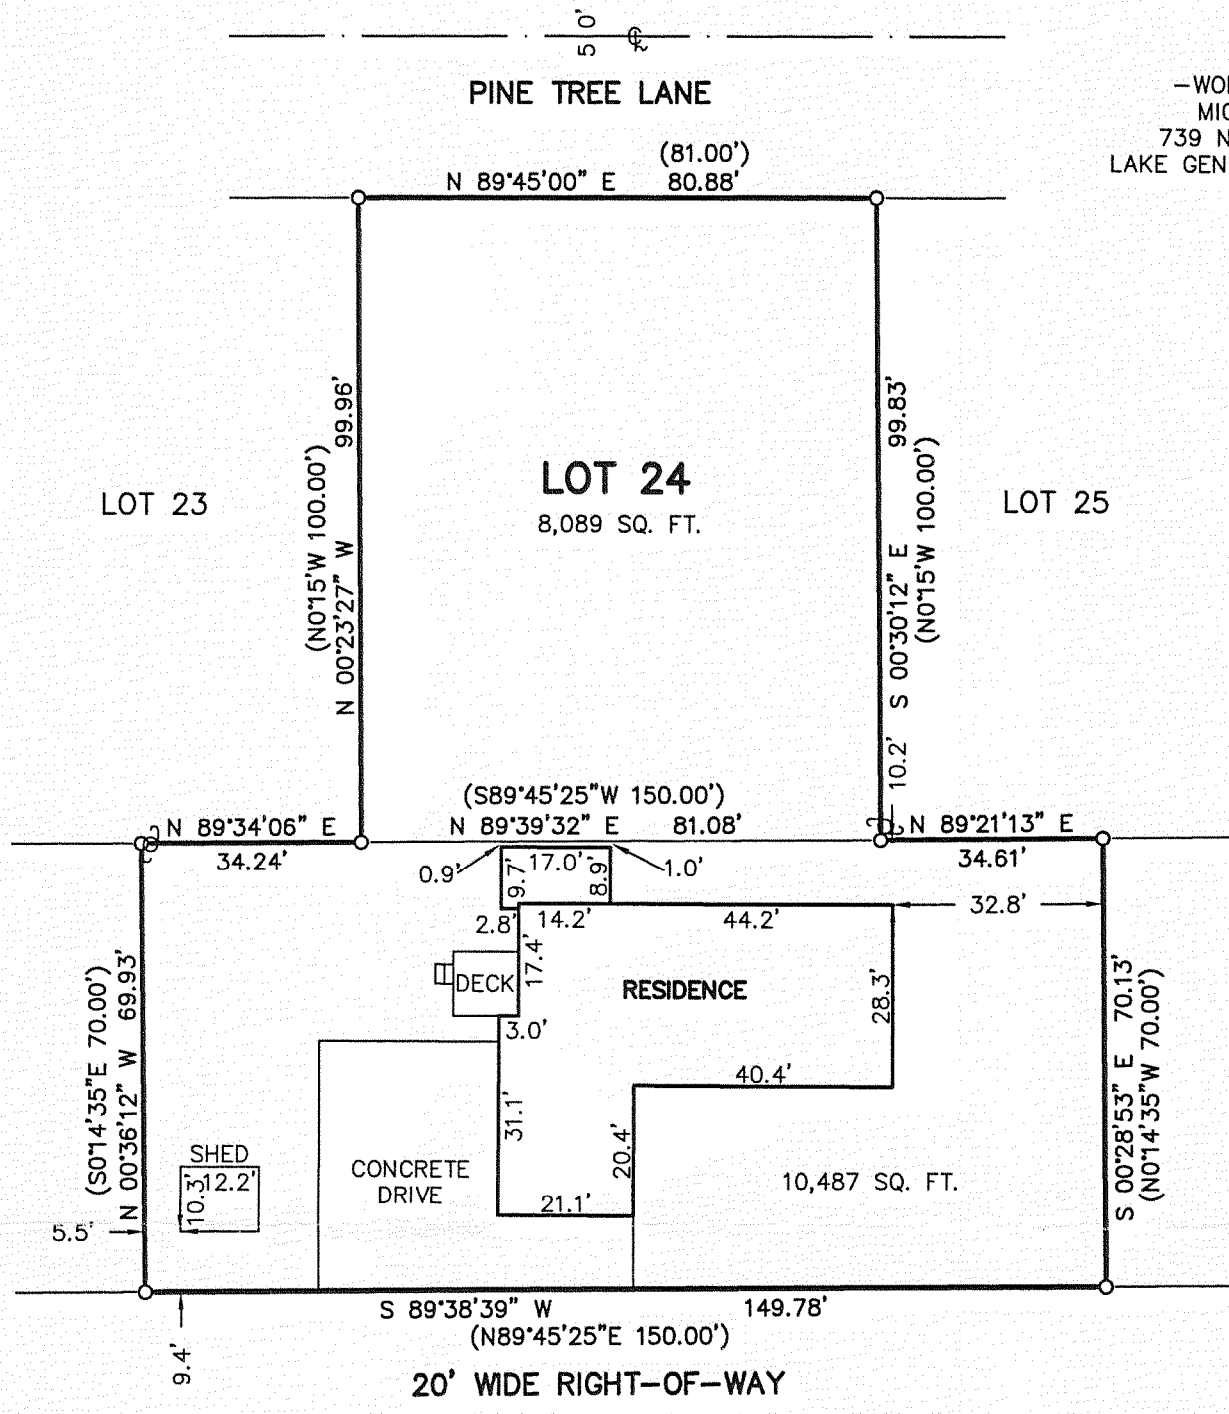 50'
PINE TREE LANE
739 N
LAKE GEN
(81.00')
N 89°45'00" E 80.88'
(N0°15'W 100.00')
N 00°23'27" W 99.96'
S 00°30'12" E 99.83'
(N0°15'W 100.00')
LOT 23
LOT 24
8,089 SQ. FT.
LOT 25
10.2'
(S89°45'25"W 150.00')
N 89°34'06" E
N 89°39'32" E 81.08'
N 89°21'13" E
34.24'
34.61'
0.9'
17.0'
1.0'
9.7'
8.9'
2.8'
14.2'
44.2'
32.8'
17.4'
DECK
RESIDENCE
28.3'
3.0'
40.4'
31.1'
20.4'
(S0°14'35"E 70.00')
N 00°36'12" W 69.93'
S 00°28'53" E 70.13'
(N0°14'35"W 70.00')
SHED
10.3'
12.2'
CONCRETE
DRIVE
10,487 SQ. FT.
21.1'
5.5'
S 89°38'39" W 149.78'
(N89°45'25"E 150.00')
9.4'
20' WIDE RIGHT-OF-WAY